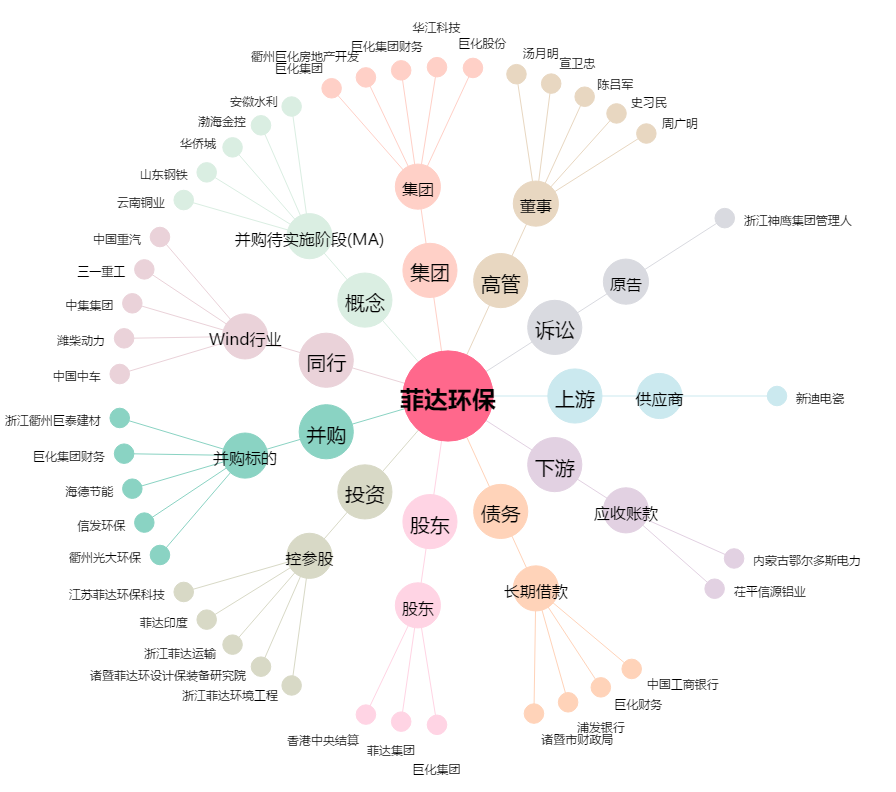 华江科技
巨化集团财务
巨化股份
衢州巨化房地产开发
巨化集团
汤月明
宣卫忠
陈吕军
史习民
周广明
安徽水利
渤海金控
华侨城
山东钢铁
云南铜业
集团
董事
并购待实施阶段(MA)
浙江神鹰集团管理人
中国重汽
三一重工
中集集团
潍柴动力
中国中车
集团
高管
原告
概念
诉讼
Wind行业
同行
菲达环保
上游
供应商
新迪电瓷
浙江衢州巨泰建材
巨化集团财务
海德节能
信发环保
衢州光大环保
并购标的
并购
下游
投资
股东
债务
应收账款
内蒙古鄂尔多斯电力
茌平信源铝业
控参股
江苏菲达环保科技
菲达印度
浙江菲达运输
诸暨菲达环设计保装备研究院
浙江菲达环境工程
股东
长期借款
中国工商银行
巨化财务
浦发银行
诸暨市财政局
香港中央结算
菲达集团
巨化集团